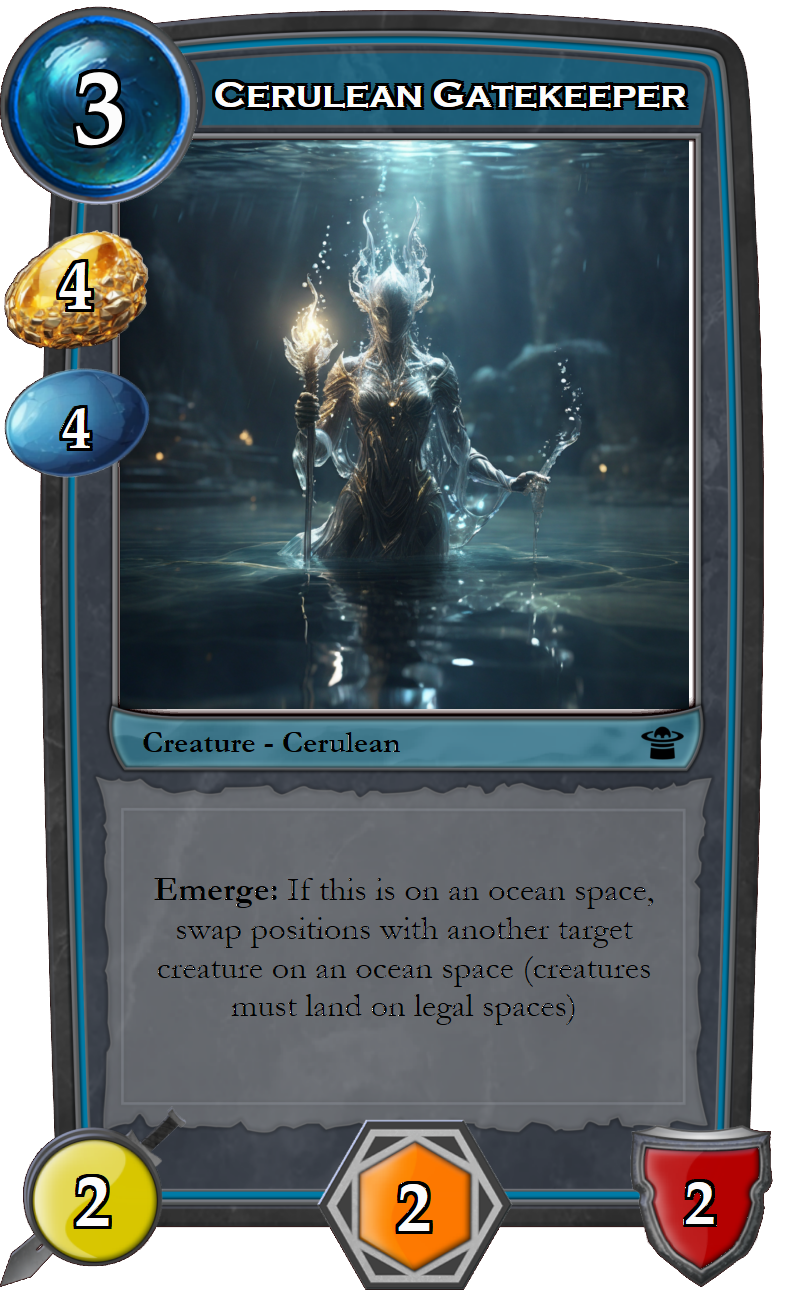 3
Cerulean Gatekeeper
4
4
Creature - Cerulean
Emerge: If this is on an ocean space,
swap positions with another target
creature on an ocean space (creatures
must land on legal spaces)
2
2
2